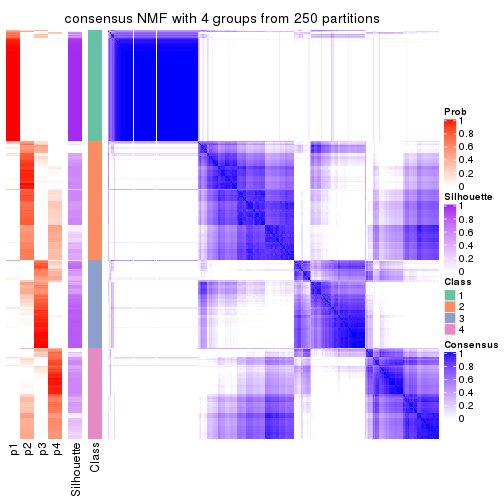 consensus NMF with 4 groups from 250 partitions
Prob
1
0.8
0.6
0.4
0.2
0
Silhouette
1
0.8
0.6
0.4
0.2
0
Class
1
2
3
4
Consensus
1
0.8
0.6
0.4
0.2
0
p1
p2
p3
p4
Silhouette
Class